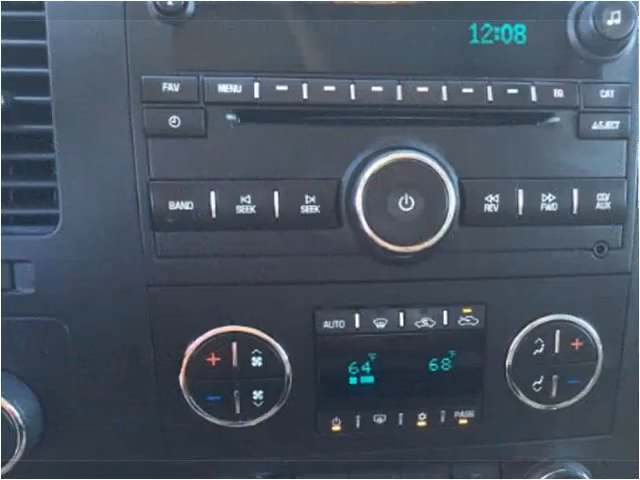 12:08
FAV MENU EQ CAT
EJECT
BAND SEEK SEEK REV FWD CD/AUX
AUTO
64°F 68°F
PASS